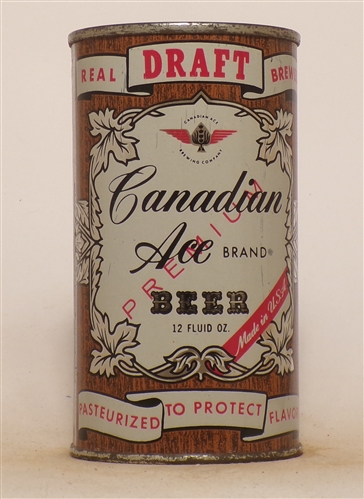 REAL DRAFT BREW
CANADIAN ACE
BREWING COMPANY
Canadian
Ace BRAND®
PREMIUM
BEER
12 FLUID OZ.
Made in U.S.A.
PASTEURIZED TO PROTECT FLAVO